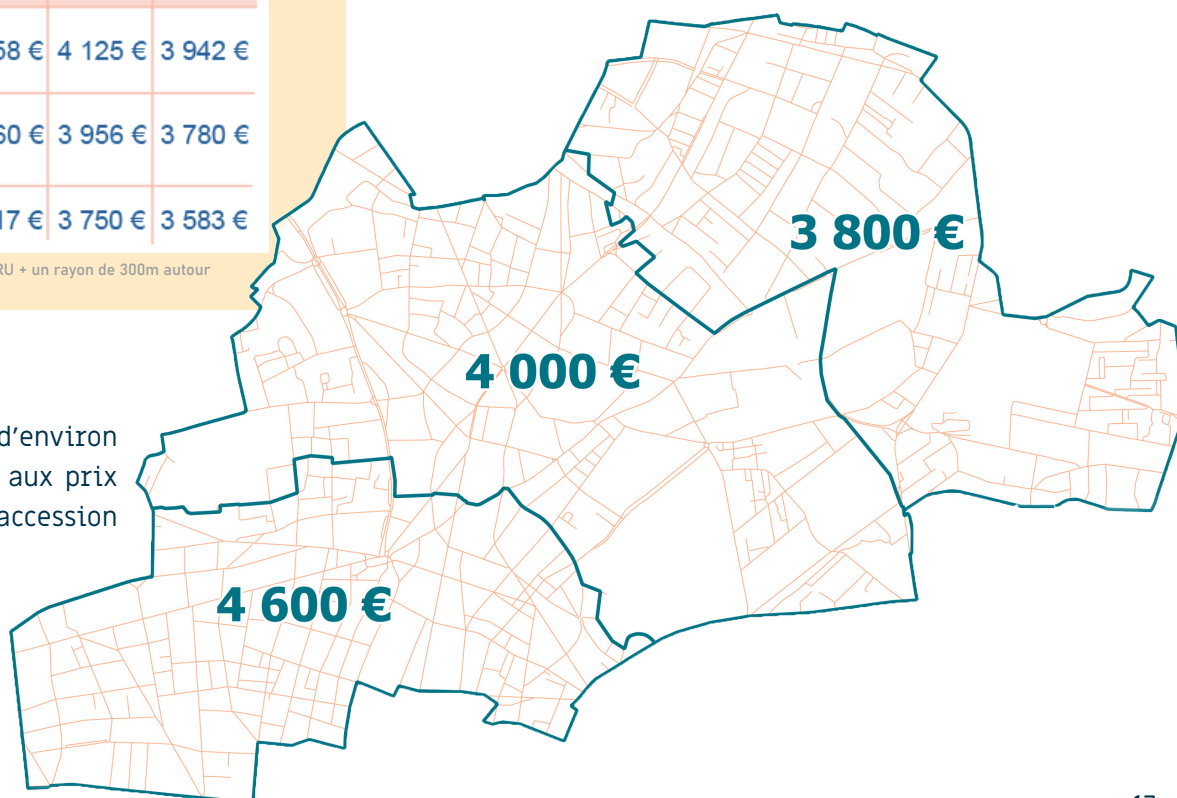 58 € 4 125 € 3 942 €
60 € 3 956 € 3 780 €
17 € 3 750 € 3 583 €
RU + un rayon de 300m autour
3 800 €
4 000 €
d'environ
aux prix
accession
4 600 €